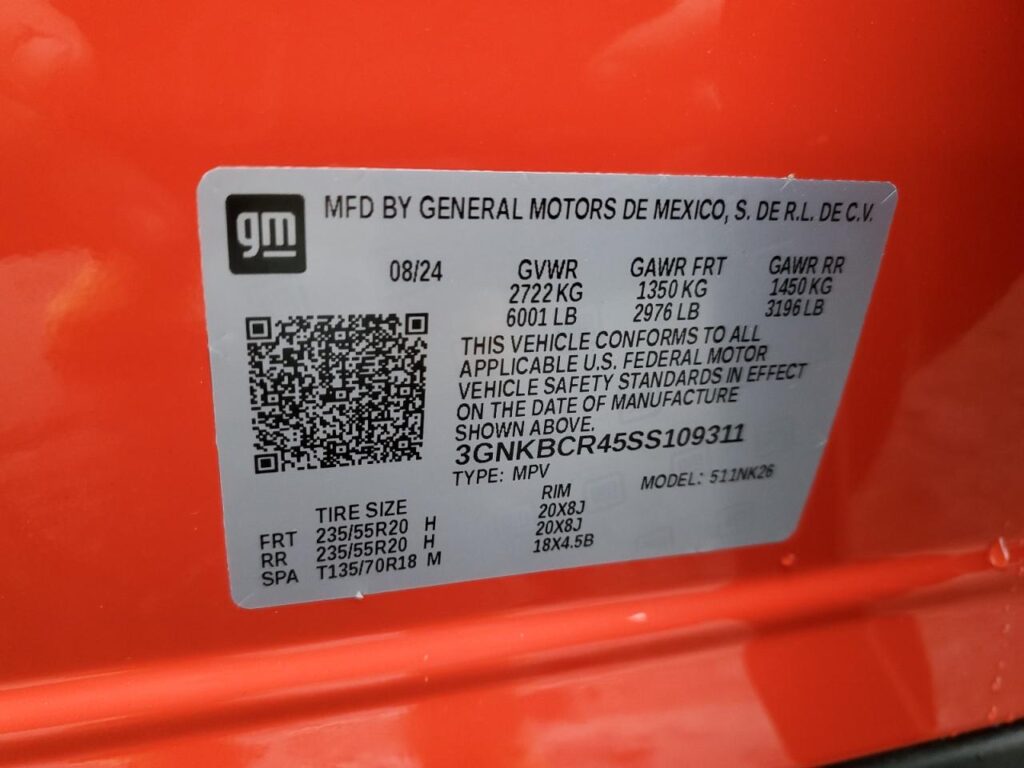 gm
MFD BY GENERAL MOTORS DE MEXICO, S. DE R.L. DE C.V.
08/24 GVWR GAWR FRT GAWR RR
2722 KG 1350 KG 1450 KG
6001 LB 2976 LB 3196 LB
THIS VEHICLE CONFORMS TO ALL
APPLICABLE U.S. FEDERAL MOTOR
VEHICLE SAFETY STANDARDS IN EFFECT
ON THE DATE OF MANUFACTURE
SHOWN ABOVE.
3GNKBCR45SS109311
TYPE: MPV MODEL: 511NK26
TIRE SIZE RIM
FRT 235/55R20 H 20X8J
RR 235/55R20 H 20X8J
SPA T135/70R18 M 18X4.5B